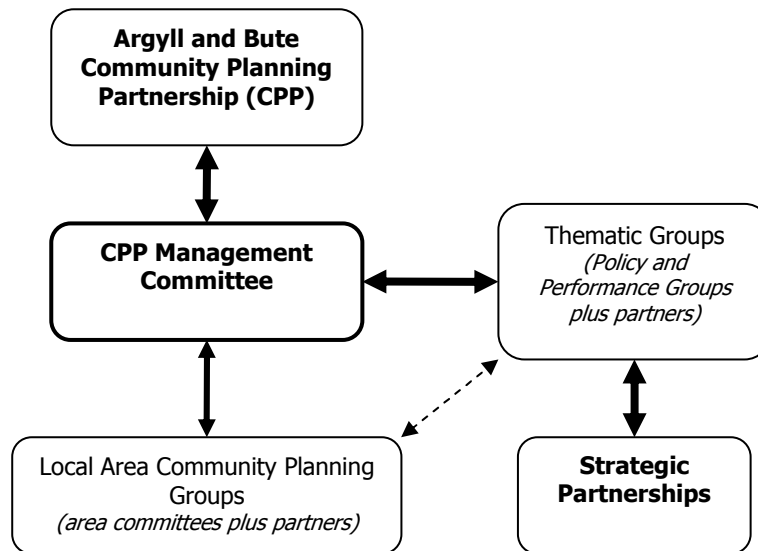 Argyll and Bute
Community Planning
Partnership (CPP)
CPP Management
Committee
Thematic Groups
(Policy and
Performance Groups
plus partners)
Local Area Community Planning
Groups
(area committees plus partners)
Strategic
Partnerships